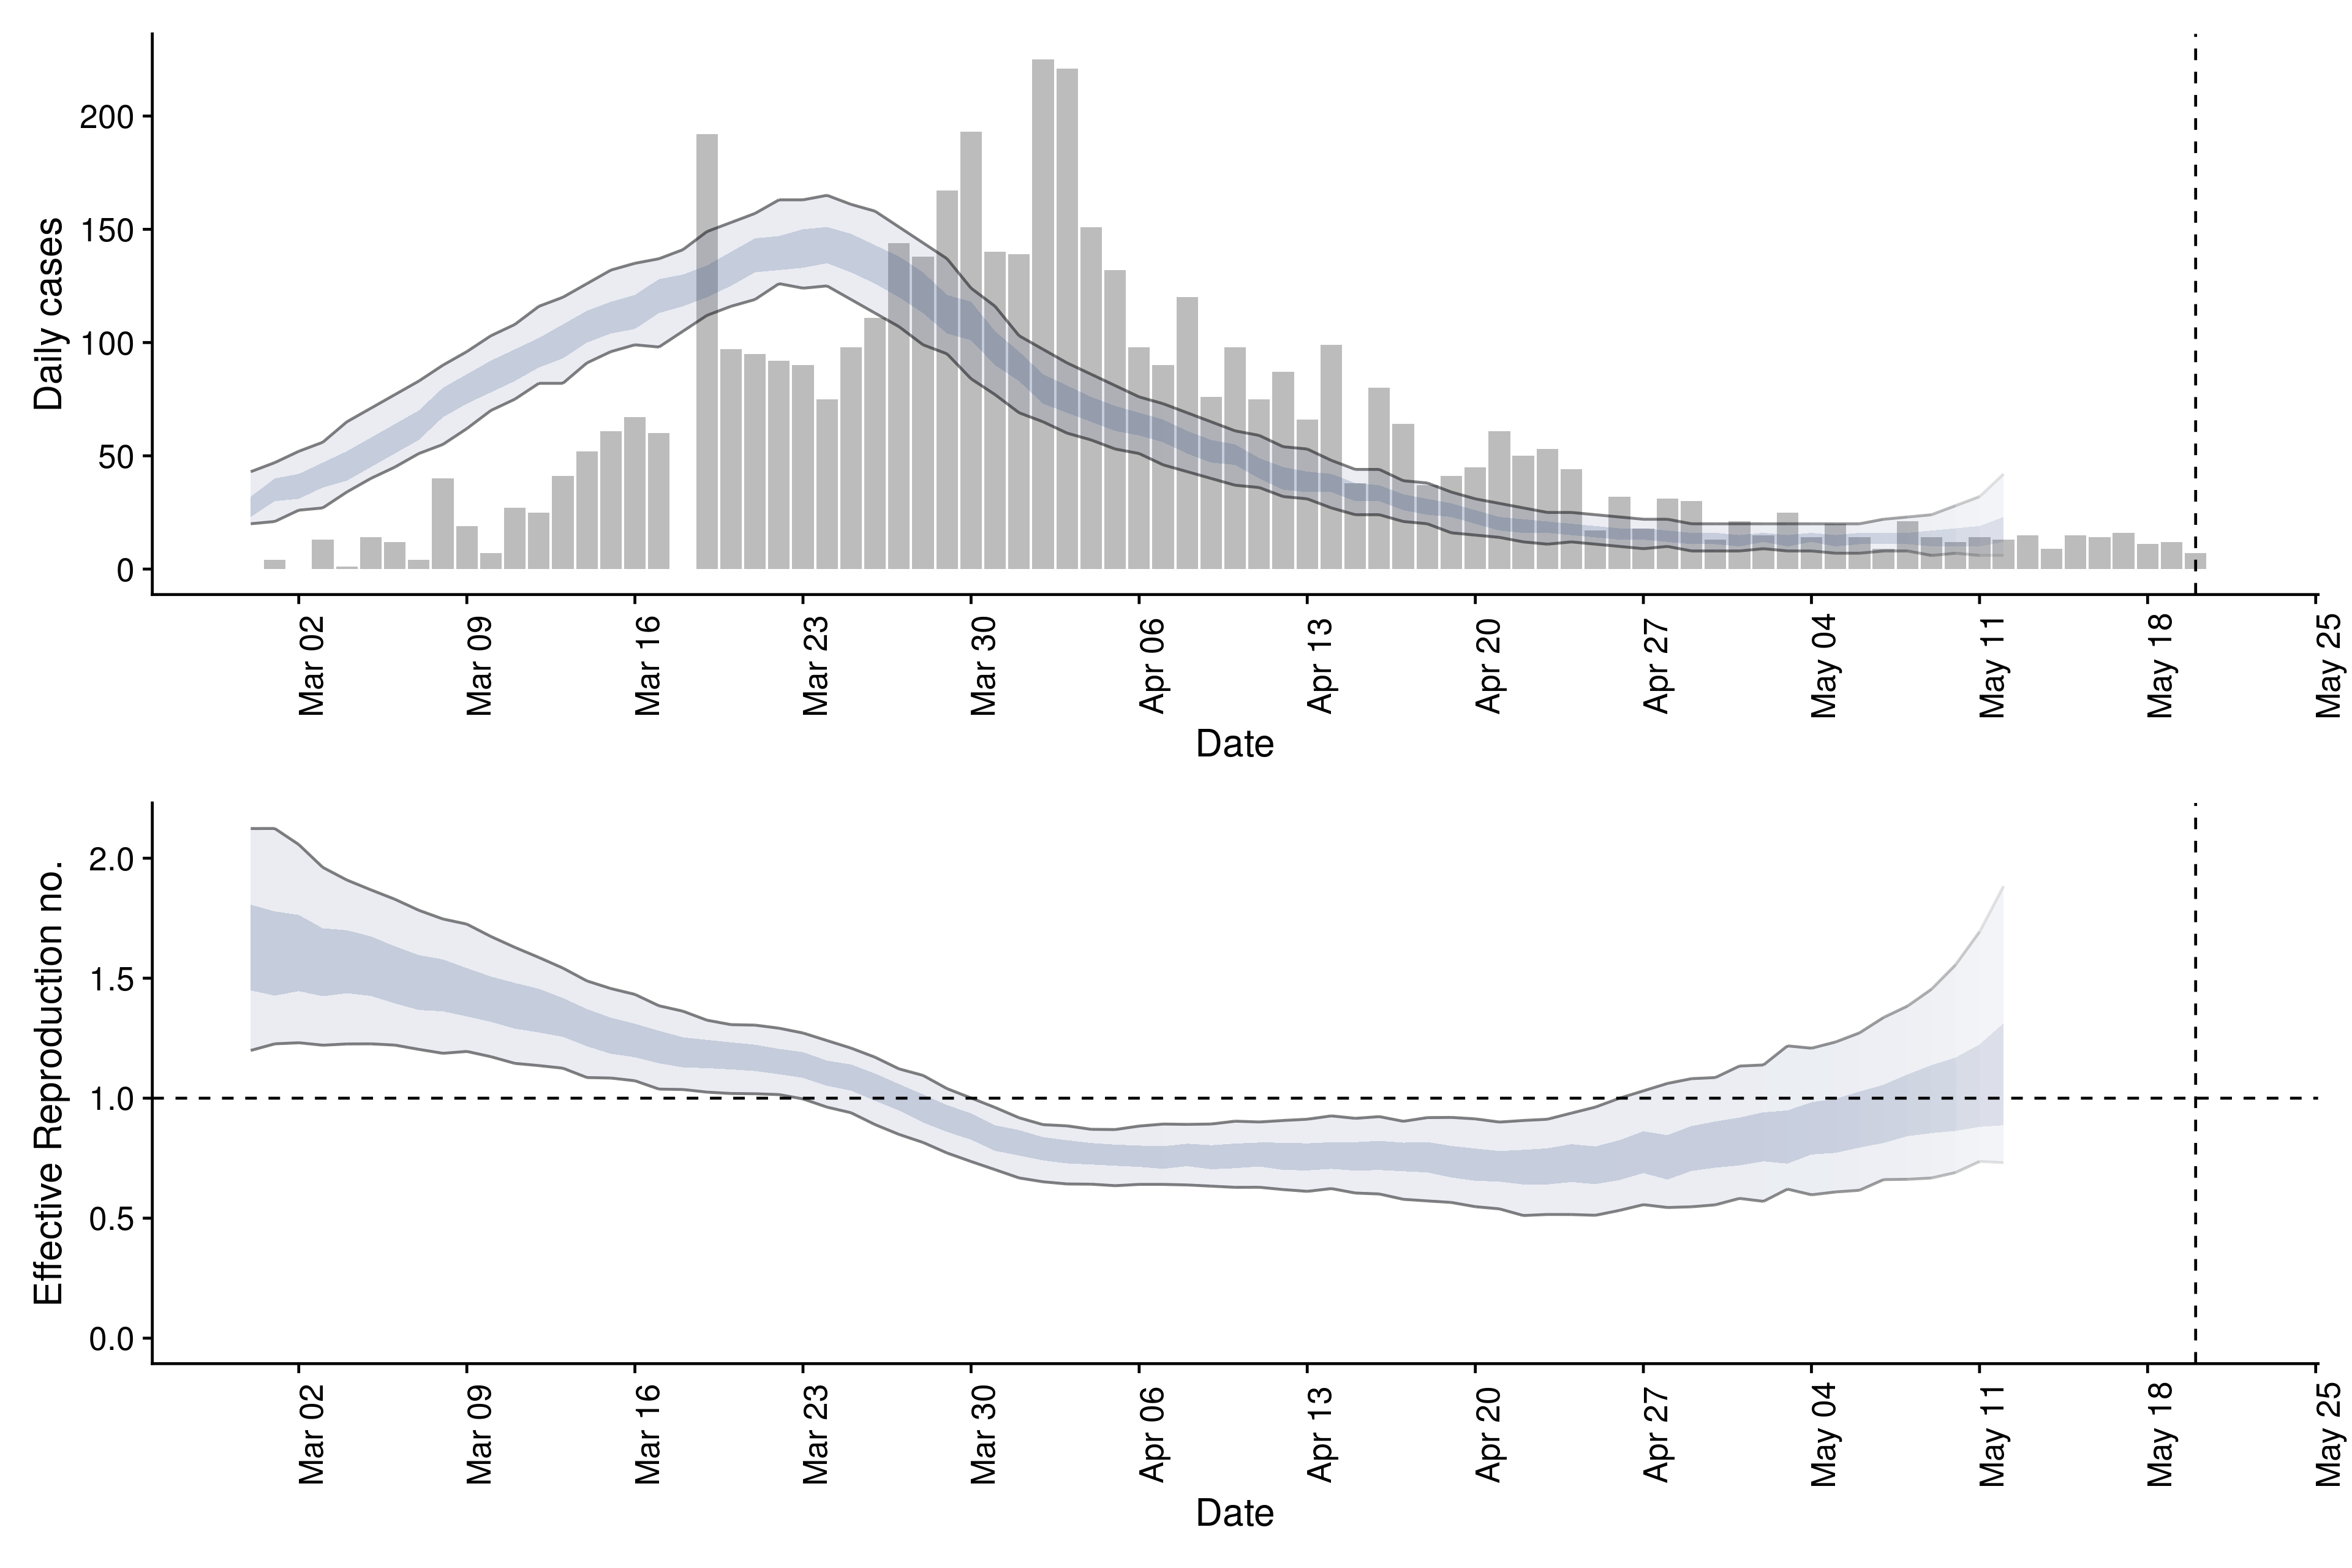 Daily cases
200
150
100
50
0
Mar 02
Mar 09
Mar 16
Mar 23
Mar 30
Apr 06
Apr 13
Apr 20
Apr 27
May 04
May 11
May 18
May 25
Date
Effective Reproduction no.
2.0
1.5
1.0
0.5
0.0
Mar 02
Mar 09
Mar 16
Mar 23
Mar 30
Apr 06
Apr 13
Apr 20
Apr 27
May 04
May 11
May 18
May 25
Date